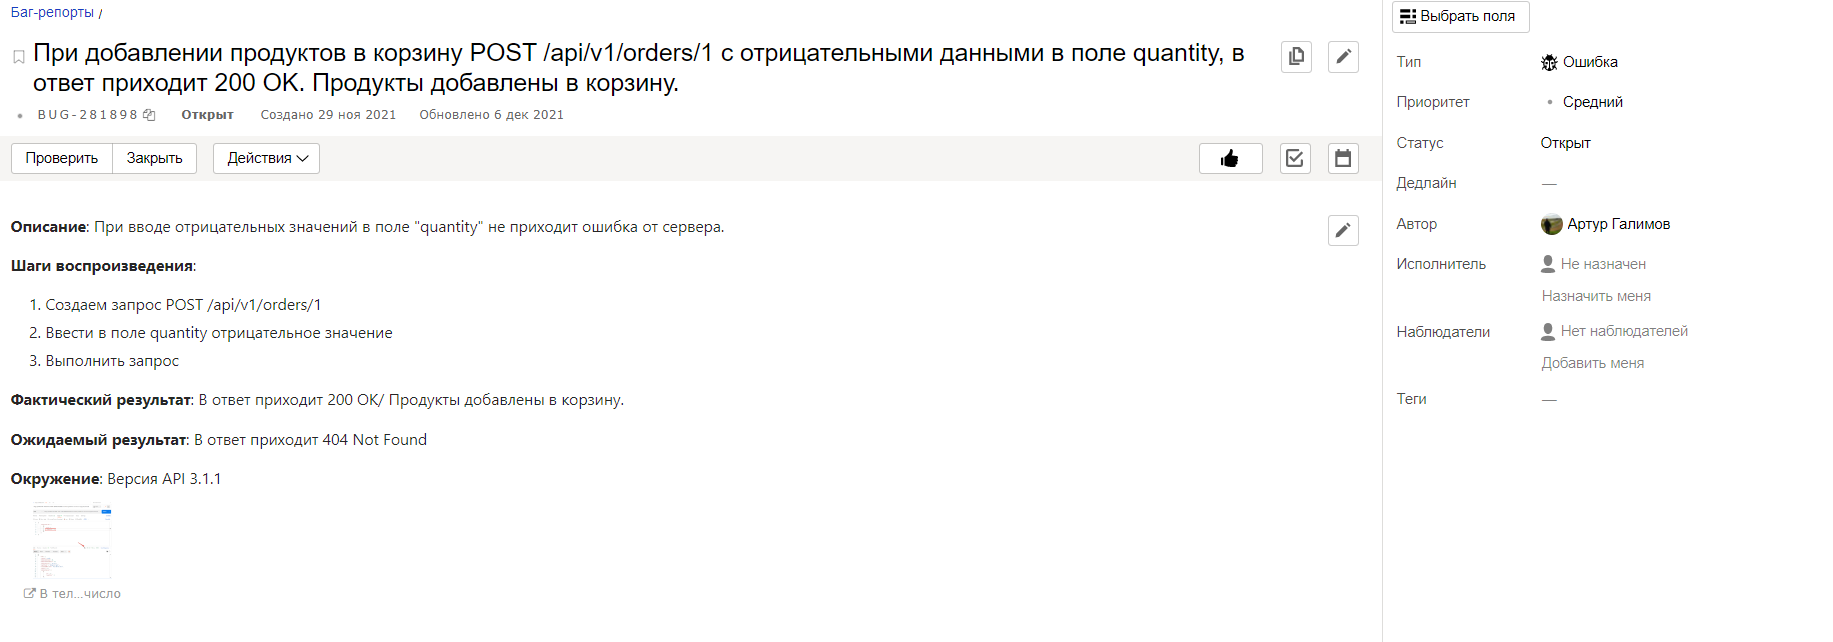 Баг-репорты /
При добавлении продуктов в корзину POST /api/v1/orders/1 с отрицательными данными в поле quantity, в
ответ приходит 200 OK. Продукты добавлены в корзину.
BUG-281898 Открыт Создано 29 ноя 2021 Обновлено 6 дек 2021
Проверить Закрыть Действия
Описание: При вводе отрицательных значений в поле "quantity" не приходит ошибка от сервера.
Шаги воспроизведения:
1. Создаем запрос POST /api/v1/orders/1
2. Ввести в поле quantity отрицательное значение
3. Выполнить запрос
Фактический результат: В ответ приходит 200 OK/ Продукты добавлены в корзину.
Ожидаемый результат: В ответ приходит 404 Not Found
Окружение: Версия API 3.1.1
В тел...число
Выбрать поля
Тип Ошибка
Приоритет Средний
Статус Открыт
Дедлайн —
Автор Артур Галимов
Исполнитель Не назначен
Назначить меня
Наблюдатели Нет наблюдателей
Добавить меня
Теги —